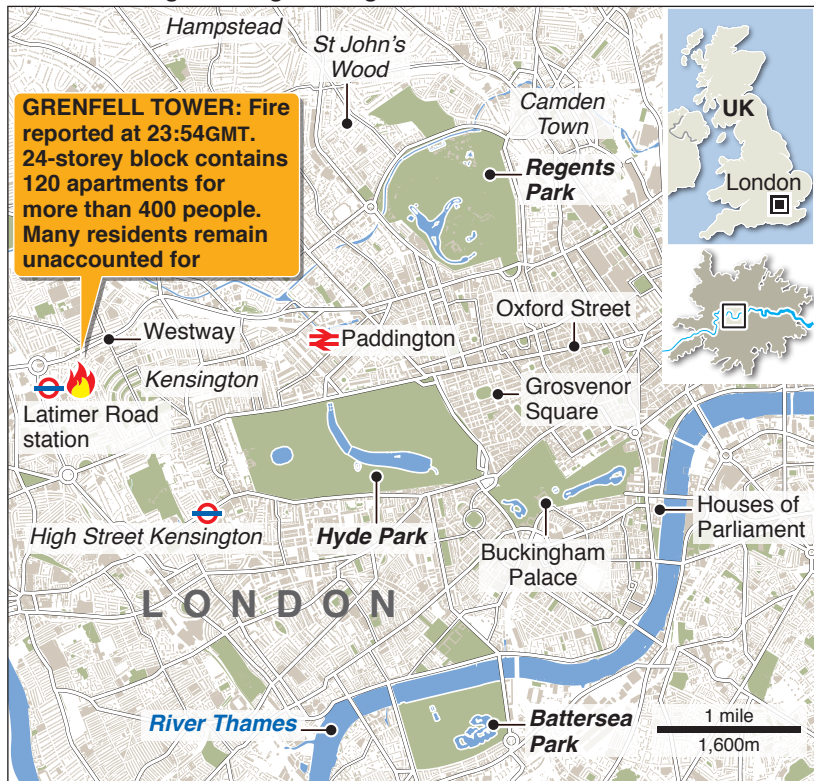 Hampstead
St John's
Wood
GRENFELL TOWER: Fire
reported at 23:54GMT.
24-storey block contains
120 apartments for
more than 400 people.
Many residents remain
unaccounted for
Camden
Town
Regents
Park
UK
London
Westway
Paddington
Oxford Street
Kensington
Grosvenor
Square
Latimer Road
station
High Street Kensington
Hyde Park
Buckingham
Palace
Houses of
Parliament
LONDON
River Thames
Battersea
Park
1 mile
1,600m